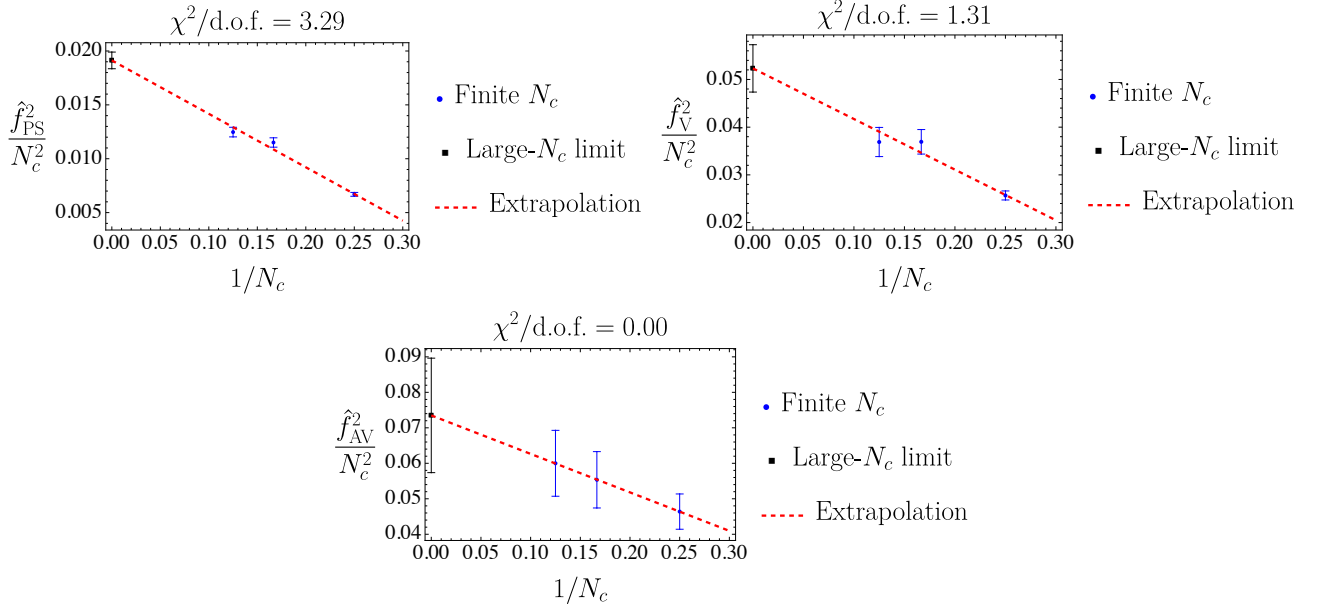 χ²/d.o.f. = 3.29
f̂²_PS / N_c²
0.020
0.015
0.010
0.005
0.00 0.05 0.10 0.15 0.20 0.25 0.30
1/N_c
Finite N_c
Large-N_c limit
Extrapolation
χ²/d.o.f. = 1.31
f̂²_V / N_c²
0.05
0.04
0.03
0.02
0.00 0.05 0.10 0.15 0.20 0.25 0.30
1/N_c
Finite N_c
Large-N_c limit
Extrapolation
χ²/d.o.f. = 0.00
f̂²_AV / N_c²
0.09
0.08
0.07
0.06
0.05
0.04
0.00 0.05 0.10 0.15 0.20 0.25 0.30
1/N_c
Finite N_c
Large-N_c limit
Extrapolation